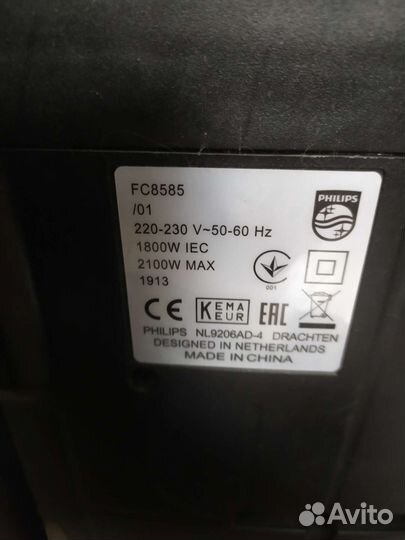 FC8585
/01
220-230 V~50-60 Hz
1800W IEC
2100W MAX
1913
PHILIPS
001
CE KEMA KEUR EAC
PHILIPS NL9206AD-4 DRACHTEN
DESIGNED IN NETHERLANDS
MADE IN CHINA
Avito